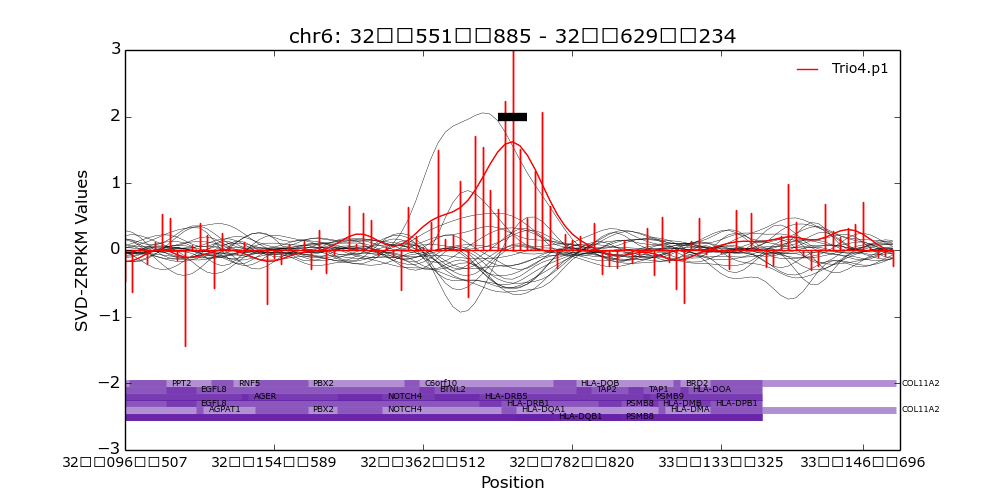 chr6: 32□□551□□885 - 32□□629□□234
Trio4.p1
SVD-ZRPKM Values
3
2
1
0
−1
−2
−3
PPT2 RNF5 PBX2 C6orf10 HLA-DOB BRD2 COL11A2
EGFL8 BTNL2 TAP2 TAP1 HLA-DOA
AGER NOTCH4 HLA-DRB5 PSMB9
EGFL8 HLA-DRB1 PSMB8 HLA-DMB HLA-DPB1
AGPAT1 PBX2 NOTCH4 HLA-DQA1 HLA-DMA COL11A2
HLA-DQB1 PSMB8
32□□096□□507 32□□154□□589 32□□362□□512 32□□782□□820 33□□133□□325 33□□146□□696
Position